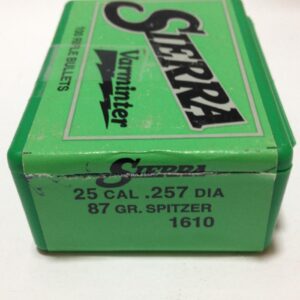 SIERRA
Varminter
100 RIFLE BULLETS
SIERRA
25 CAL .257 DIA
87 GR. SPITZER
1610